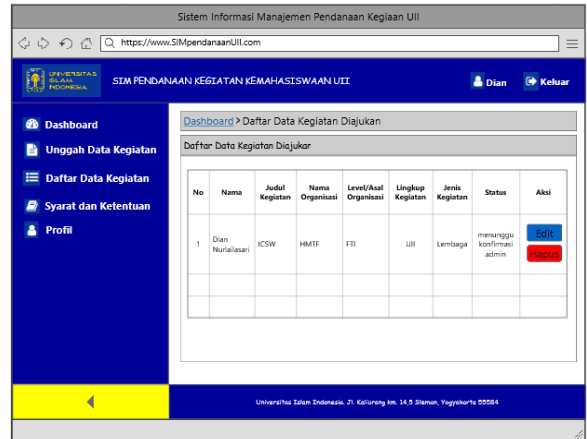 Sistem Informasi Manajemen Pendanaan Kegiaan UII
https://www.SIMpendanaanUII.com
UNIVERSITAS
ISLAM
INDONESIA
SIM PENDANAAN KEGIATAN KEMAHASISWAAN UII
Dian
Keluar
Dashboard
Unggah Data Kegiatan
Daftar Data Kegiatan
Syarat dan Ketentuan
Profil
Dashboard > Daftar Data Kegiatan Diajukan
Daftar Data Kegiatan Diajukan
No Nama Judul Kegiatan Nama Organisasi Level/Asal Organisasi Lingkup Kegiatan Jenis Kegiatan Status Aksi
1 Dian Nurlailasari ICSW HMTF FTI UII Lembaga menunggu konfirmasi admin Edit Hapus
Universitas Islam Indonesia. Jl. Kaliurang km. 14,5 Sleman, Yogyakarta 55584